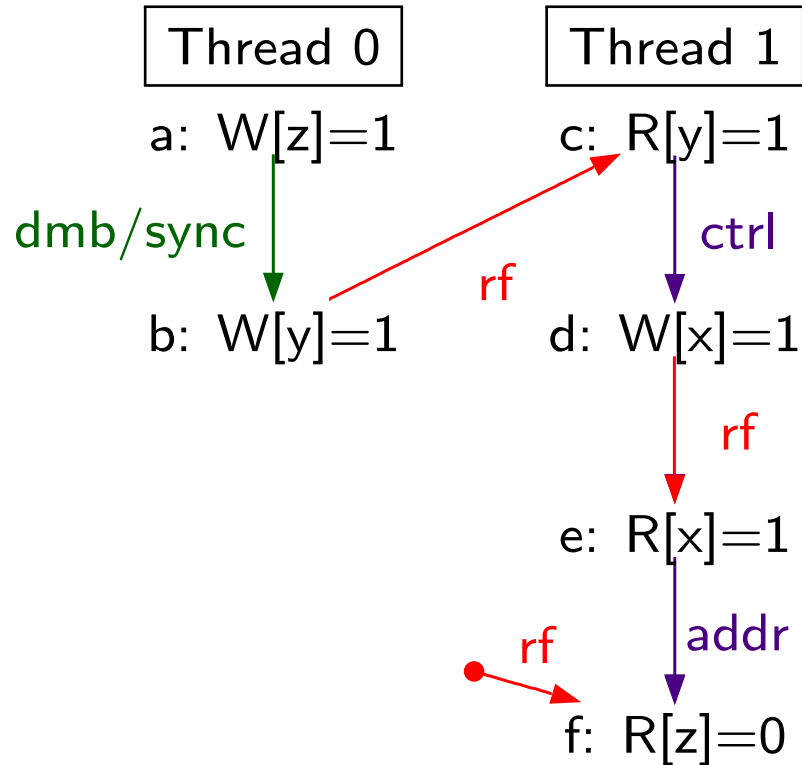 Thread 0
Thread 1
a: W[z]=1
c: R[y]=1
dmb/sync
ctrl
rf
b: W[y]=1
d: W[x]=1
rf
e: R[x]=1
rf
addr
f: R[z]=0